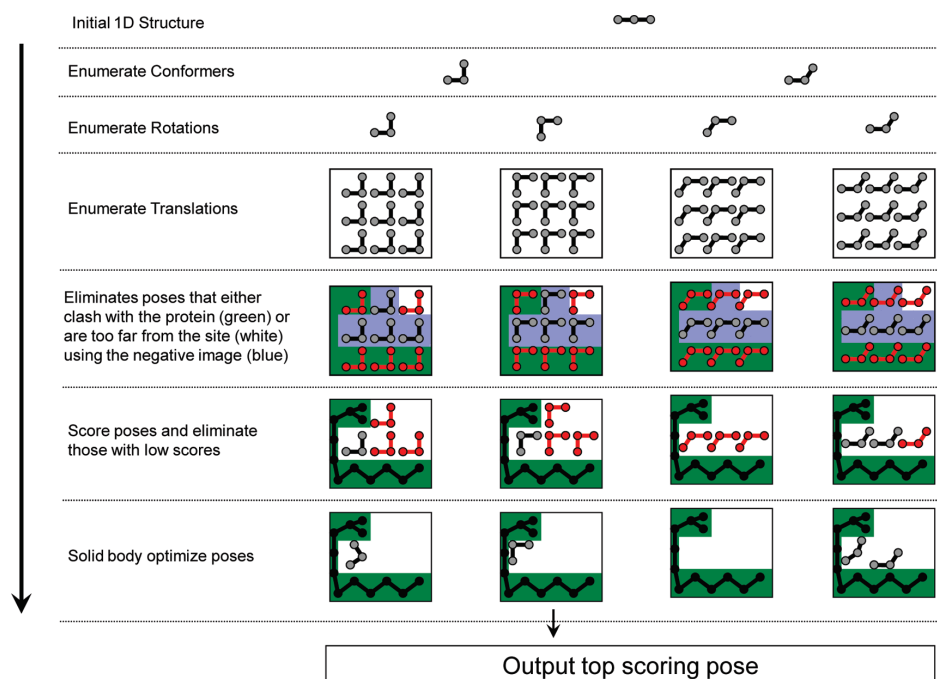 Initial 1D Structure
Enumerate Conformers
Enumerate Rotations
Enumerate Translations
Eliminates poses that either
clash with the protein (green) or
are too far from the site (white)
using the negative image (blue)
Score poses and eliminate
those with low scores
Solid body optimize poses
Output top scoring pose